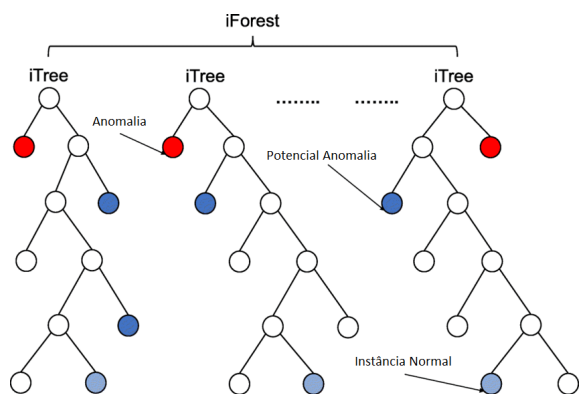 iForest
iTree
iTree
iTree
........
........
Anomalia
Potencial Anomalia
Instância Normal